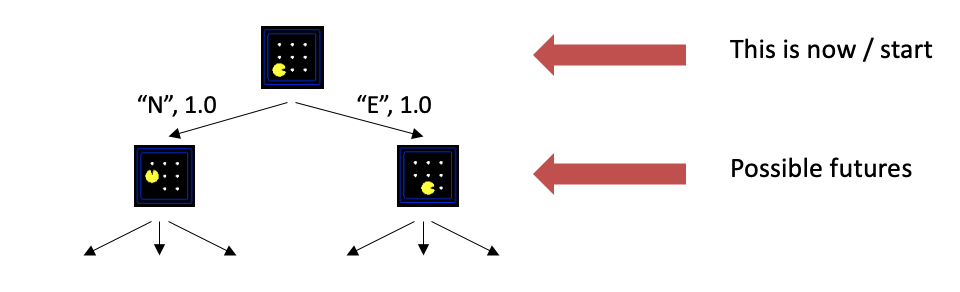 This is now / start
“N”, 1.0
“E”, 1.0
Possible futures